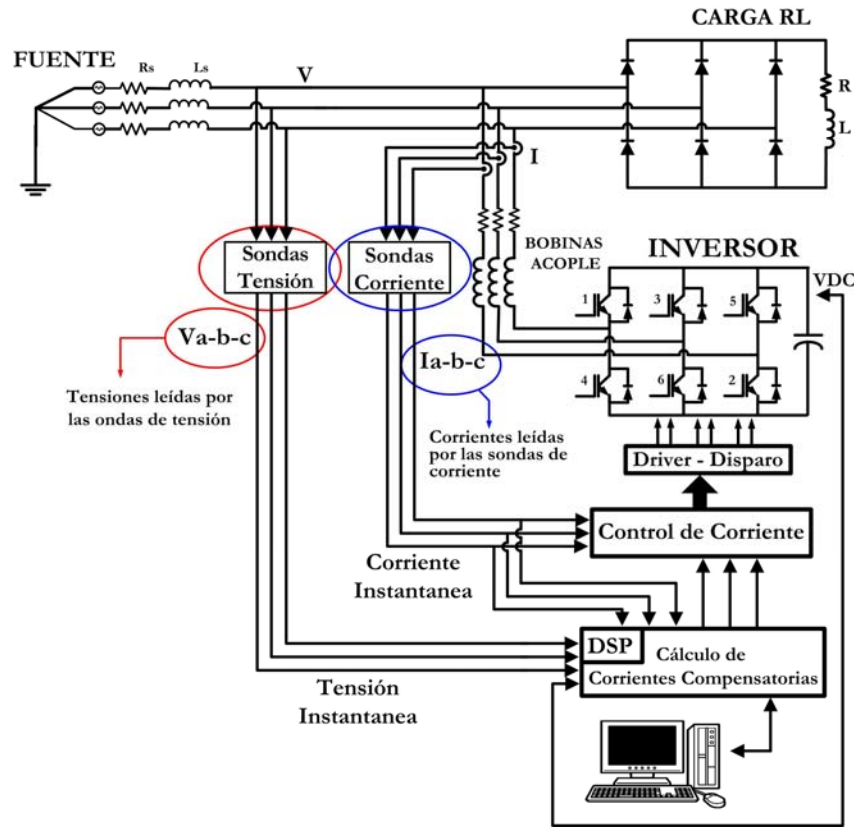 CARGA RL
FUENTE
Rs
Ls
V
R
L
I
Sondas
Tensión
Sondas
Corriente
BOBINAS
ACOPLE
INVERSOR
VDC
1
3
5
4
6
2
Va-b-c
Ia-b-c
Tensiones leídas por
las ondas de tensión
Corrientes leídas
por las sondas de
corriente
Driver - Disparo
Control de Corriente
Corriente
Instantanea
DSP
Cálculo de
Corrientes Compensatorias
Tensión
Instantanea